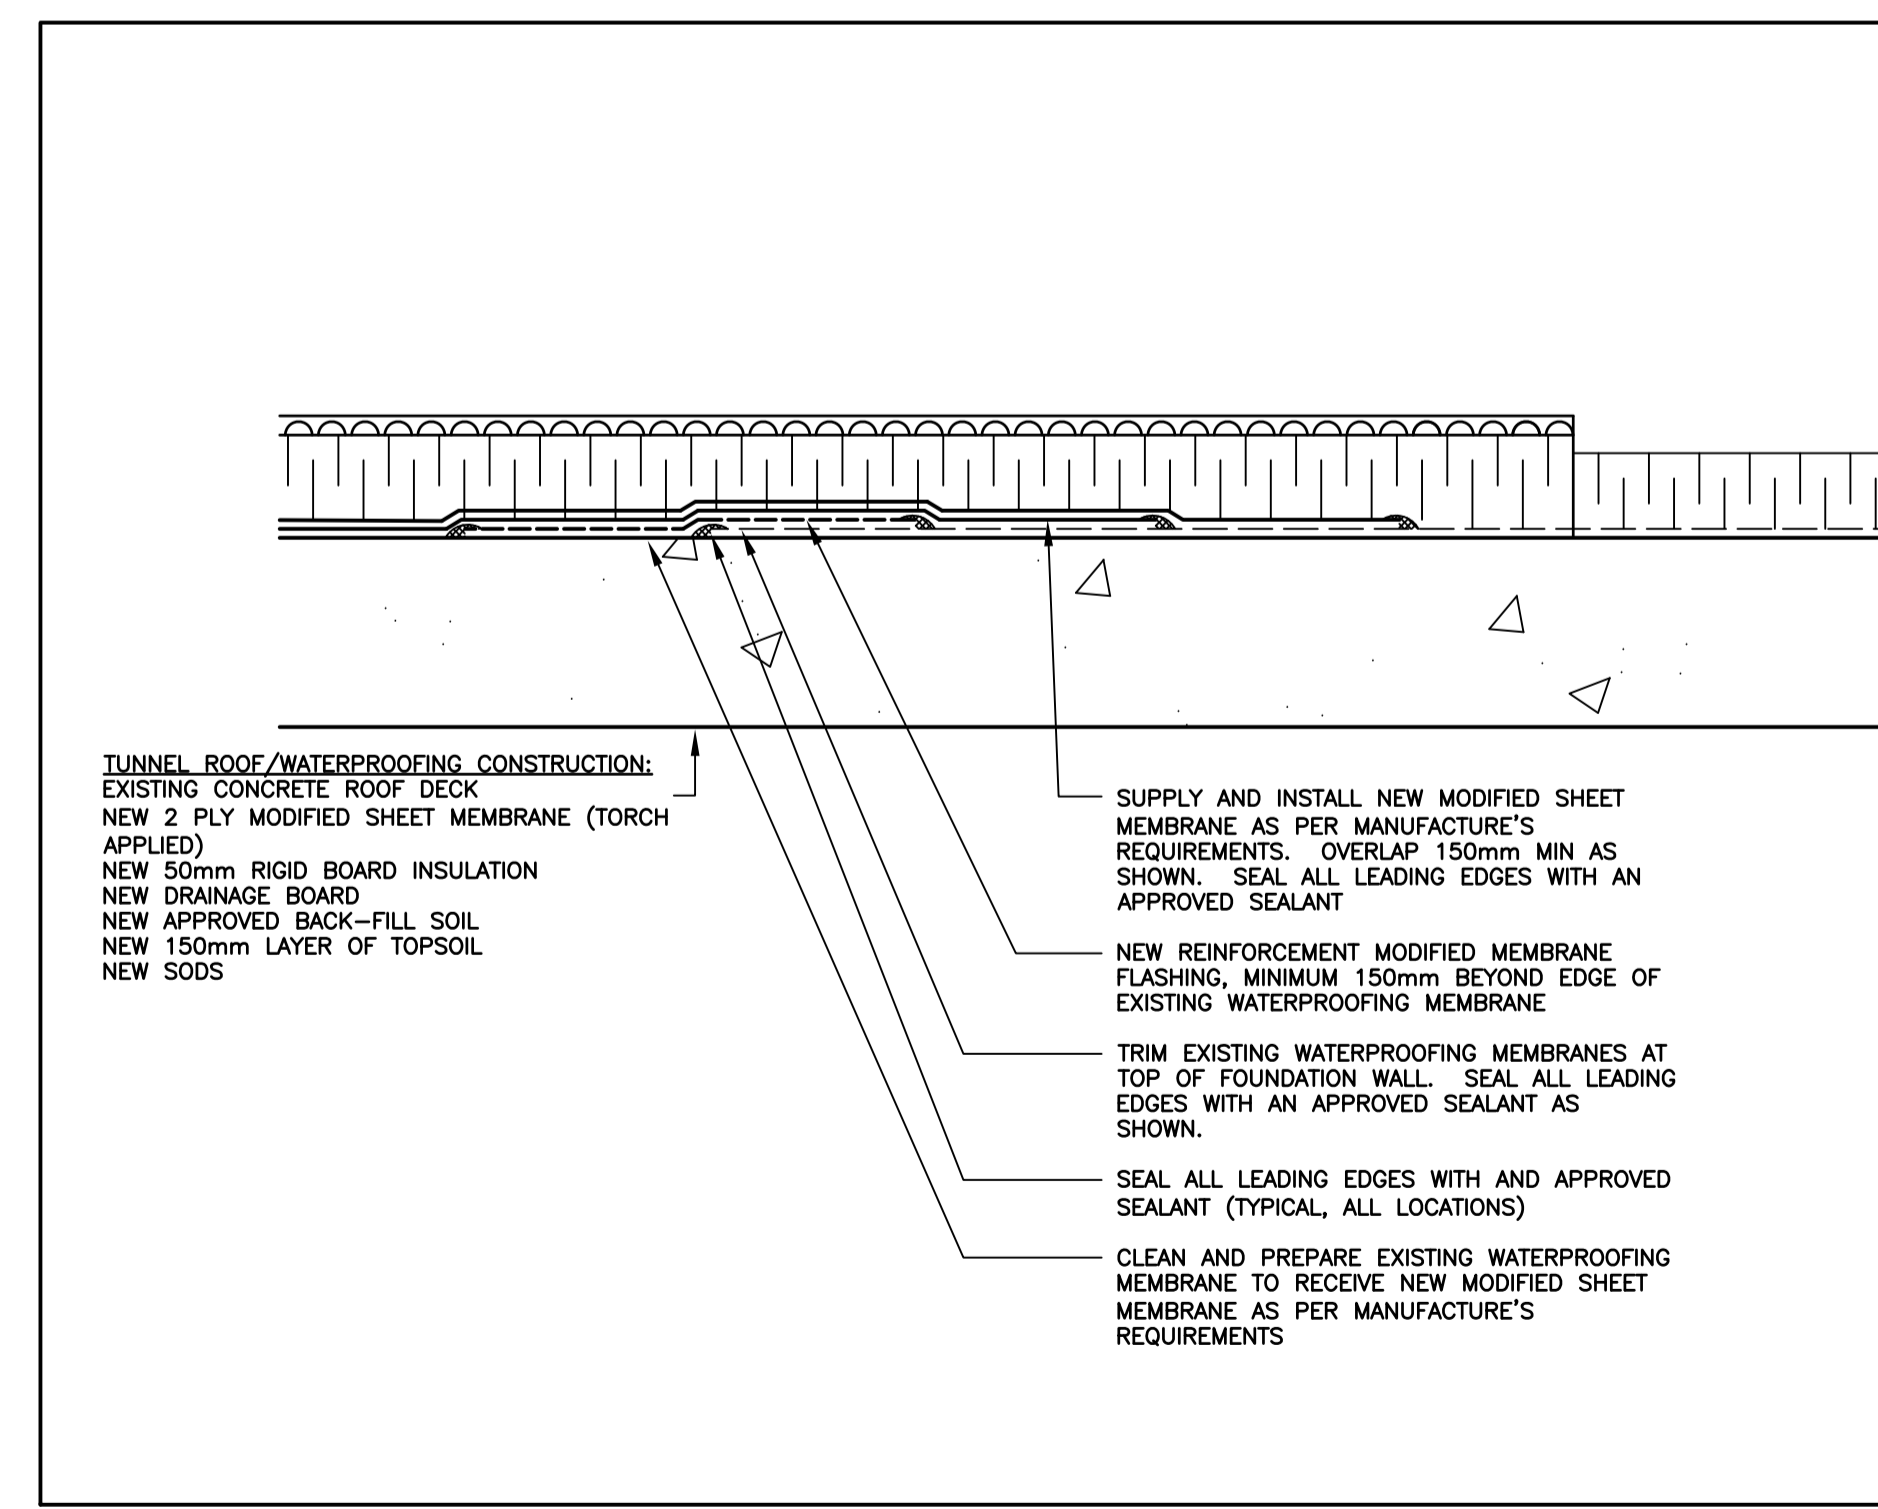 TUNNEL ROOF/WATERPROOFING CONSTRUCTION:
EXISTING CONCRETE ROOF DECK
NEW 2 PLY MODIFIED SHEET MEMBRANE (TORCH
APPLIED)
NEW 50mm RIGID BOARD INSULATION
NEW DRAINAGE BOARD
NEW APPROVED BACK-FILL SOIL
NEW 150mm LAYER OF TOPSOIL
NEW SODS
SUPPLY AND INSTALL NEW MODIFIED SHEET
MEMBRANE AS PER MANUFACTURE'S
REQUIREMENTS. OVERLAP 150mm MIN AS
SHOWN. SEAL ALL LEADING EDGES WITH AN
APPROVED SEALANT
NEW REINFORCEMENT MODIFIED MEMBRANE
FLASHING, MINIMUM 150mm BEYOND EDGE OF
EXISTING WATERPROOFING MEMBRANE
TRIM EXISTING WATERPROOFING MEMBRANES AT
TOP OF FOUNDATION WALL. SEAL ALL LEADING
EDGES WITH AN APPROVED SEALANT AS
SHOWN.
SEAL ALL LEADING EDGES WITH AND APPROVED
SEALANT (TYPICAL, ALL LOCATIONS)
CLEAN AND PREPARE EXISTING WATERPROOFING
MEMBRANE TO RECEIVE NEW MODIFIED SHEET
MEMBRANE AS PER MANUFACTURE'S
REQUIREMENTS